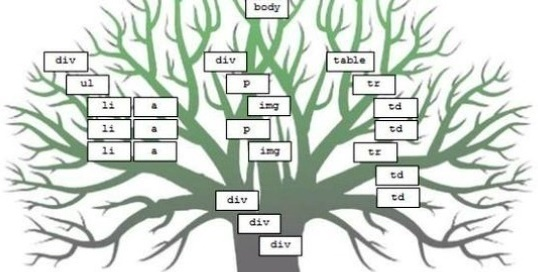 body
div div table
ul p tr
li a img td
li a p td
li a img tr
td
div td
div
div